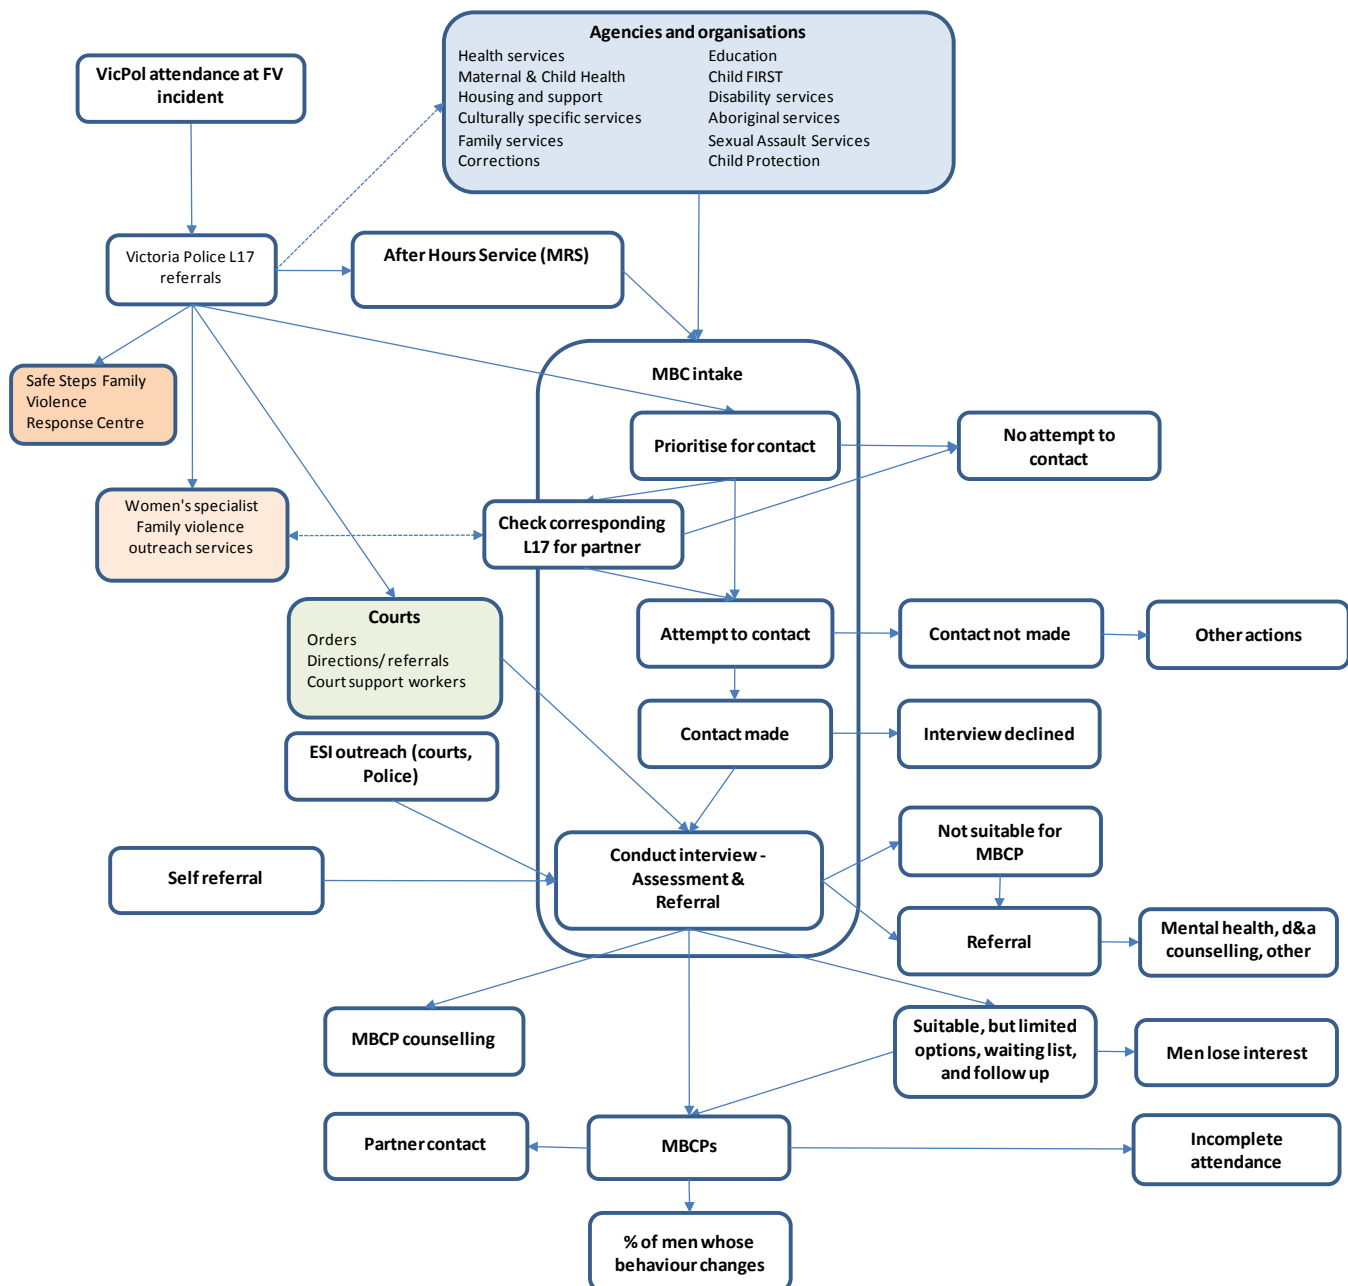 Agencies and organisations
Health services
Maternal & Child Health
Housing and support
Culturally specific services
Family services
Corrections
Education
Child FIRST
Disability services
Aboriginal services
Sexual Assault Services
Child Protection
VicPol attendance at FV
incident
Victoria Police L17
referrals
After Hours Service (MRS)
Safe Steps Family
Violence
Response Centre
MBC intake
Prioritise for contact
No attempt to
contact
Women's specialist
Family violence
outreach services
Check corresponding
L17 for partner
Courts
Orders
Directions/ referrals
Court support workers
Attempt to contact
Contact not made
Other actions
Contact made
Interview declined
ESI outreach (courts,
Police)
Self referral
Conduct interview -
Assessment &
Referral
Not suitable for
MBCP
Referral
Mental health, d&a
counselling, other
MBCP counselling
Suitable, but limited
options, waiting list,
and follow up
Men lose interest
Partner contact
MBCPs
Incomplete
attendance
% of men whose
behaviour changes